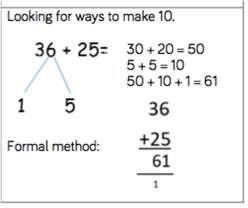 Looking for ways to make 10.
36 + 25= 30 + 20 = 50
5 + 5 = 10
50 + 10 + 1 = 61
1 5
36
Formal method: +25
61
1